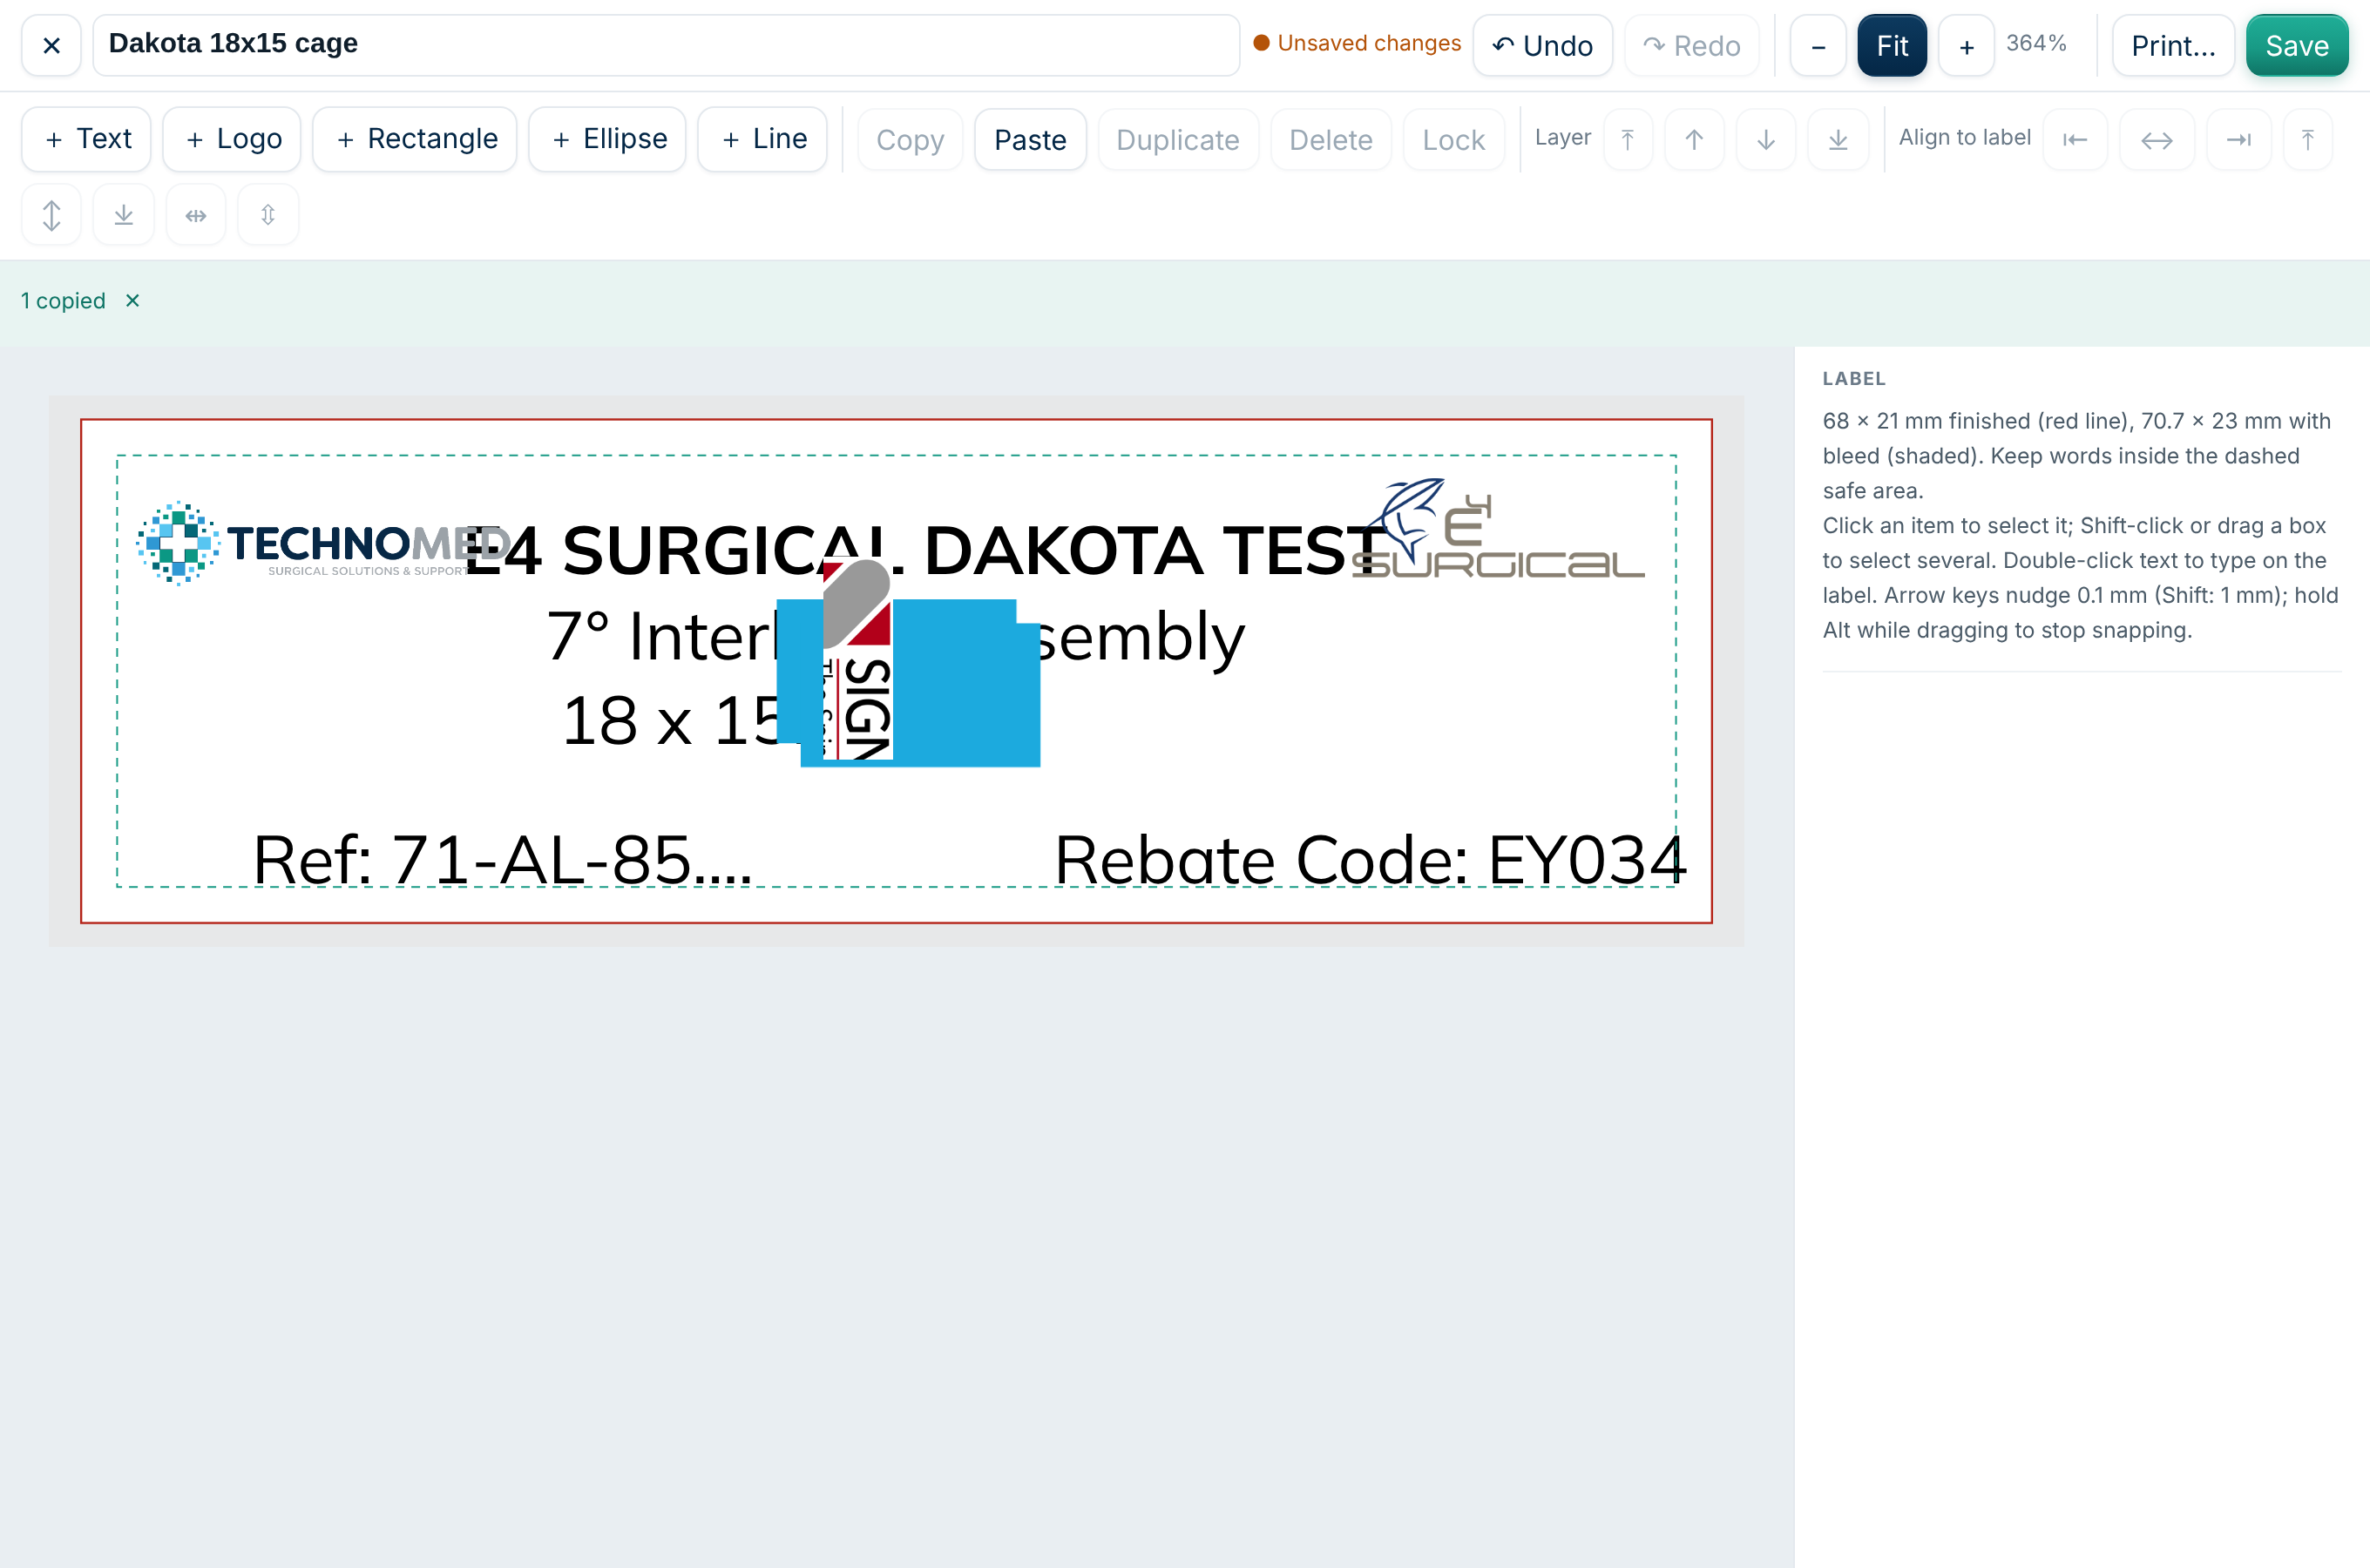 ✕ Dakota 18x15 cage Unsaved changes ↶ Undo ↷ Redo − Fit + 364% Print... Save
+ Text + Logo + Rectangle + Ellipse + Line Copy Paste Duplicate Delete Lock Layer Align to label
1 copied ✕
LABEL
68 × 21 mm finished (red line), 70.7 × 23 mm with
bleed (shaded). Keep words inside the dashed
safe area.
Click an item to select it; Shift-click or drag a box
to select several. Double-click text to type on the
label. Arrow keys nudge 0.1 mm (Shift: 1 mm); hold
Alt while dragging to stop snapping.
TECHNOMED
SURGICAL SOLUTIONS & SUPPORT
E4 SURGICAL DAKOTA TEST
E4
SURGICAL
7°
18 x 15
SIGN
Ref: 71-AL-85....
Rebate Code: EY034